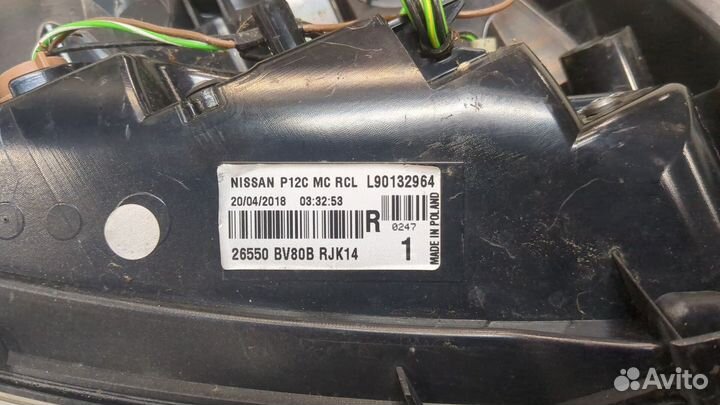 NISSAN P12C MC RCL L90132964
20/04/2018 03:32:53
R
0247
26550 BV80B RJK14
1
MADE IN POLAND
Avito